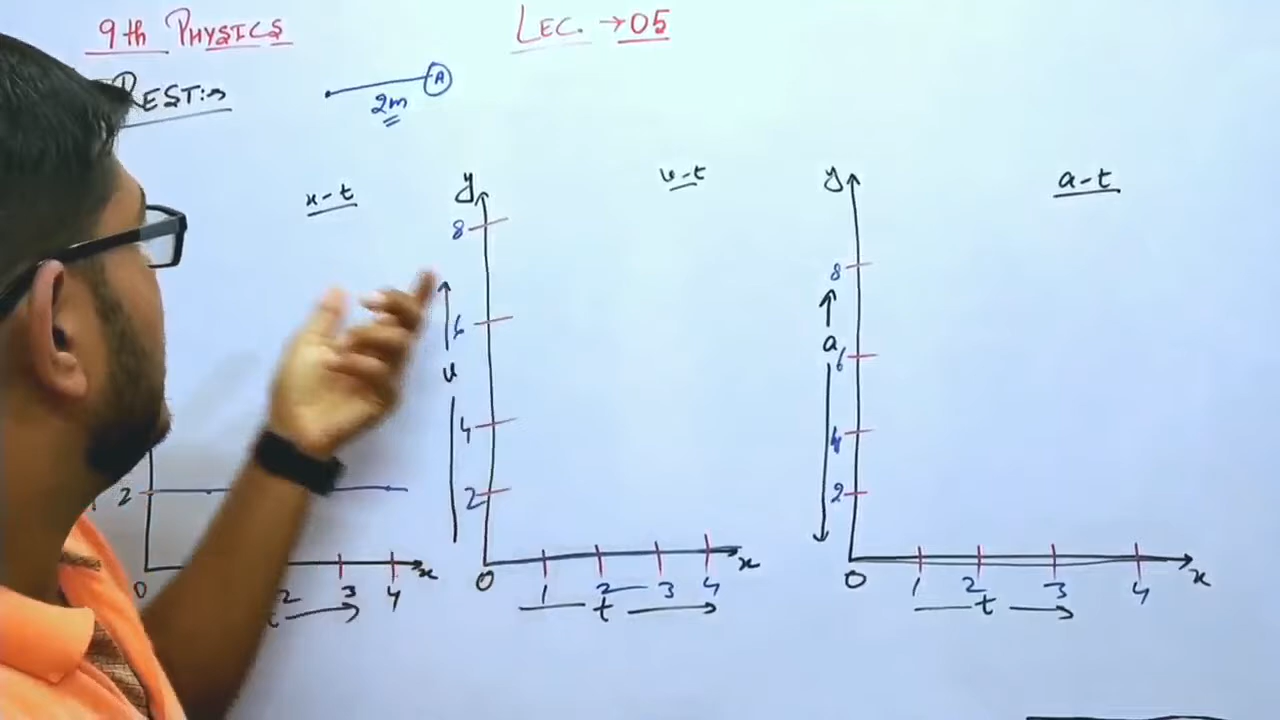 9th PHYSICS
LEC. → 05
REST:→
A
2m
x-t
v-t
a-t
y
8
6
v
4
2
0
1 2 3 4
x
t
y
8
a
6
4
2
0
1 2 3 4
x
t
2
0
2 3 4
x
t